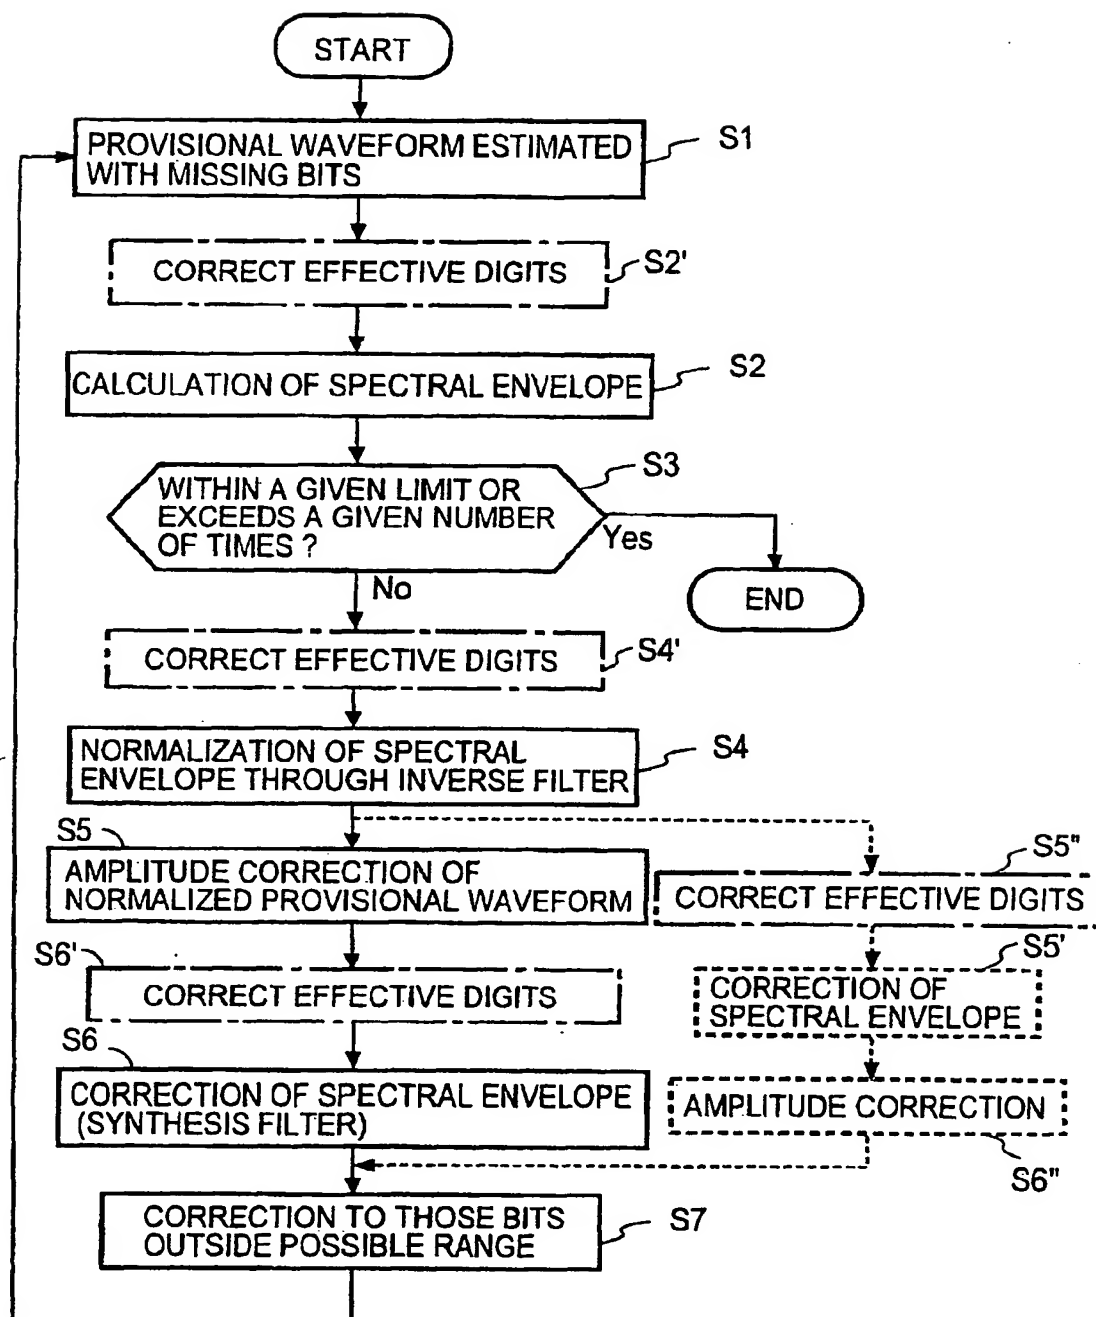 START
PROVISIONAL WAVEFORM ESTIMATED
WITH MISSING BITS
S1
CORRECT EFFECTIVE DIGITS
S2'
CALCULATION OF SPECTRAL ENVELOPE
S2
WITHIN A GIVEN LIMIT OR
EXCEEDS A GIVEN NUMBER
OF TIMES ?
S3
Yes
No
END
CORRECT EFFECTIVE DIGITS
S4'
NORMALIZATION OF SPECTRAL
ENVELOPE THROUGH INVERSE FILTER
S4
S5
AMPLITUDE CORRECTION OF
NORMALIZED PROVISIONAL WAVEFORM
S5"
CORRECT EFFECTIVE DIGITS
S6'
CORRECT EFFECTIVE DIGITS
S5'
CORRECTION OF
SPECTRAL ENVELOPE
S6
CORRECTION OF SPECTRAL ENVELOPE
(SYNTHESIS FILTER)
AMPLITUDE CORRECTION
S6"
CORRECTION TO THOSE BITS
OUTSIDE POSSIBLE RANGE
S7